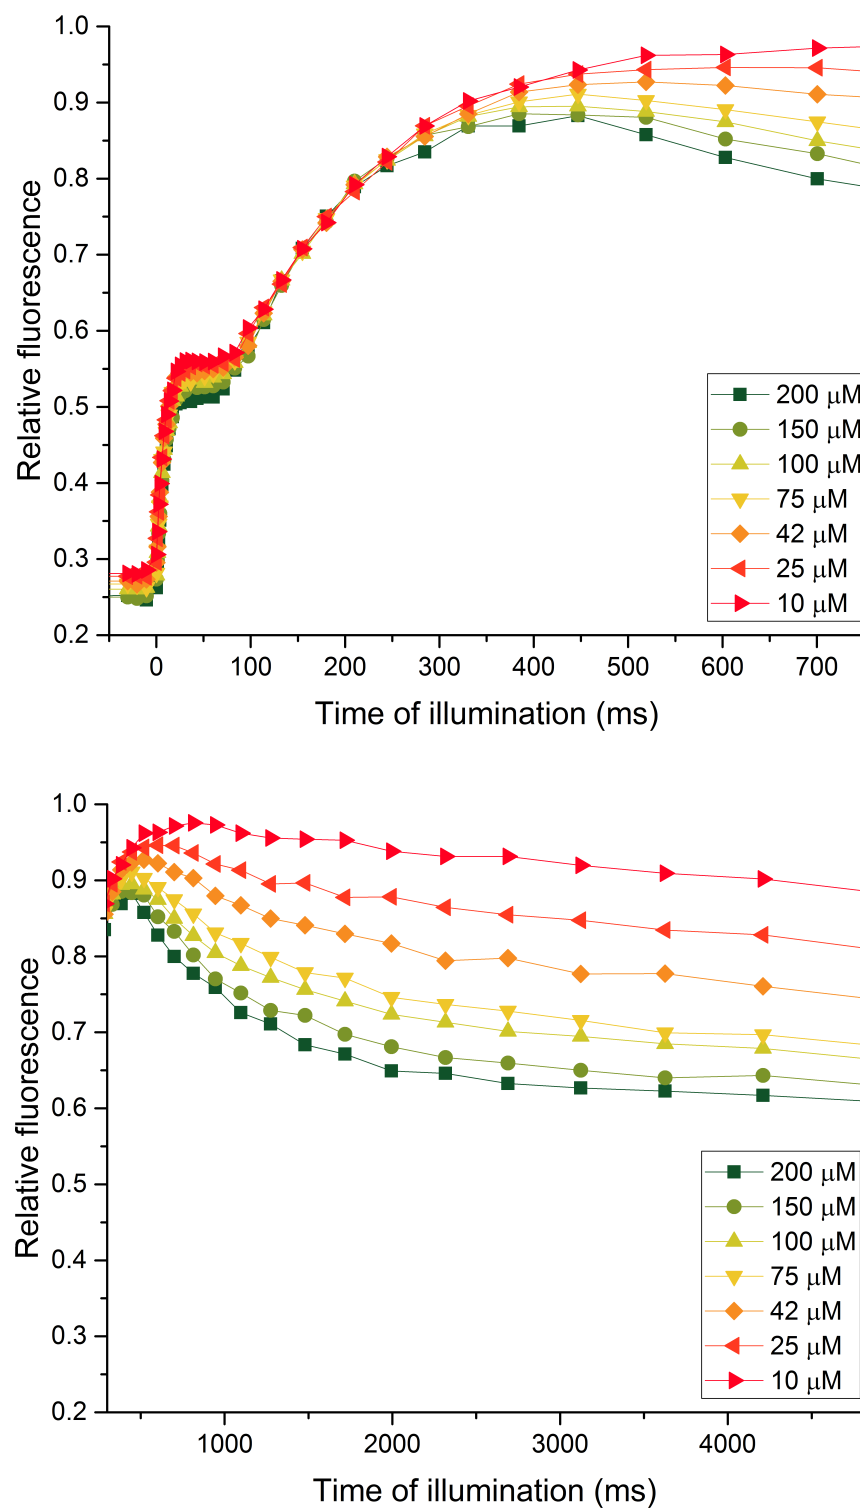 1.0
0.9
0.8
0.7
0.6
0.5
0.4
0.3
0.2
Relative fluorescence
200 μM
150 μM
100 μM
75 μM
42 μM
25 μM
10 μM
0 100 200 300 400 500 600 700
Time of illumination (ms)
1.0
0.9
0.8
0.7
0.6
0.5
0.4
0.3
0.2
Relative fluorescence
200 μM
150 μM
100 μM
75 μM
42 μM
25 μM
10 μM
1000 2000 3000 4000
Time of illumination (ms)